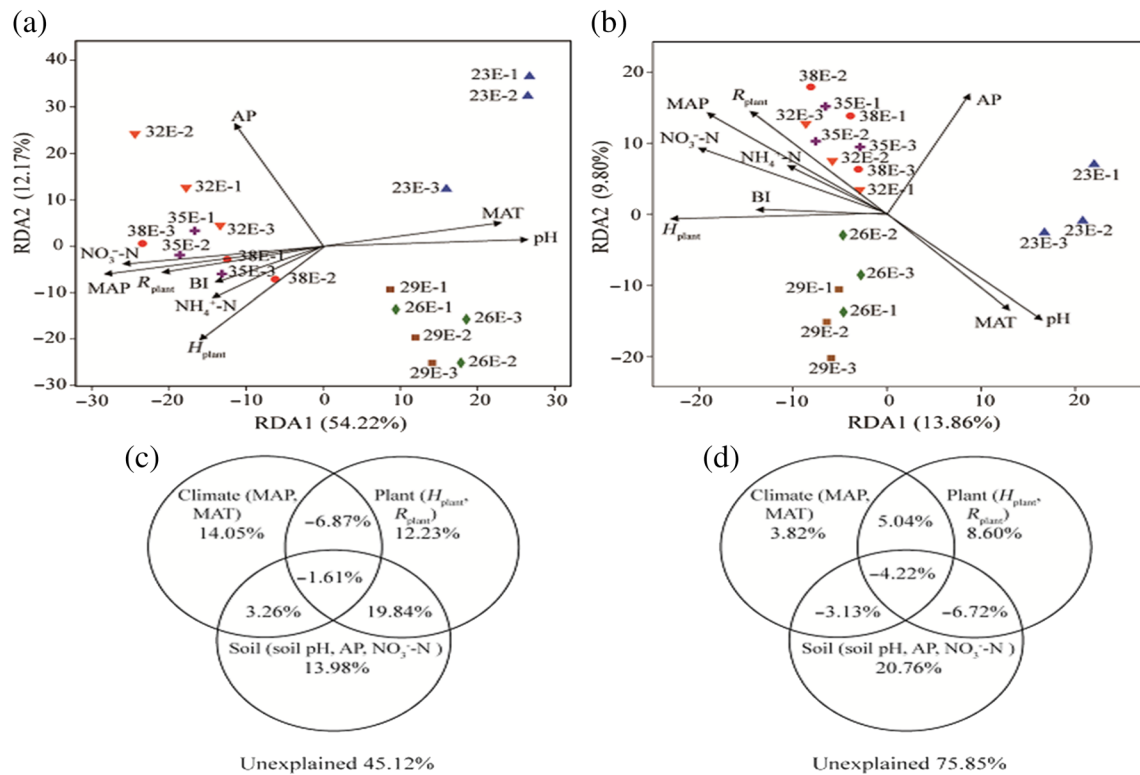 (a)
40
30
20
10
0
−10
−20
−30
RDA2 (12.17%)
−30
−20
−10
0
10
20
30
RDA1 (54.22%)
23E-1
23E-2
AP
32E-2
32E-1
23E-3
MAT
35E-1
32E-3
38E-3
pH
35E-2
NO₃⁻-N
38E-1
MAP
R plant
35E-3
BI
38E-2
NH₄⁺-N
29E-1
26E-1
26E-3
H plant
29E-2
29E-3
26E-2
(b)
20
10
0
−10
−20
RDA2 (9.80%)
−20
−10
0
10
20
RDA1 (13.86%)
38E-2
MAP
R plant
35E-1
AP
32E-3
38E-1
NO₃⁻-N
35E-2
35E-3
NH₄⁺-N
32E-2
38E-3
23E-1
32E-1
BI
H plant
23E-2
26E-2
23E-3
26E-3
29E-1
26E-1
MAT
pH
29E-2
29E-3
(c)
Climate (MAP,
MAT)
14.05%
−6.87%
Plant (H plant,
R plant)
12.23%
−1.61%
3.26%
19.84%
Soil (soil pH, AP, NO₃⁻-N )
13.98%
Unexplained 45.12%
(d)
Climate (MAP,
MAT)
3.82%
5.04%
Plant (H plant,
R plant)
8.60%
−4.22%
−3.13%
−6.72%
Soil (soil pH, AP, NO₃⁻-N )
20.76%
Unexplained 75.85%